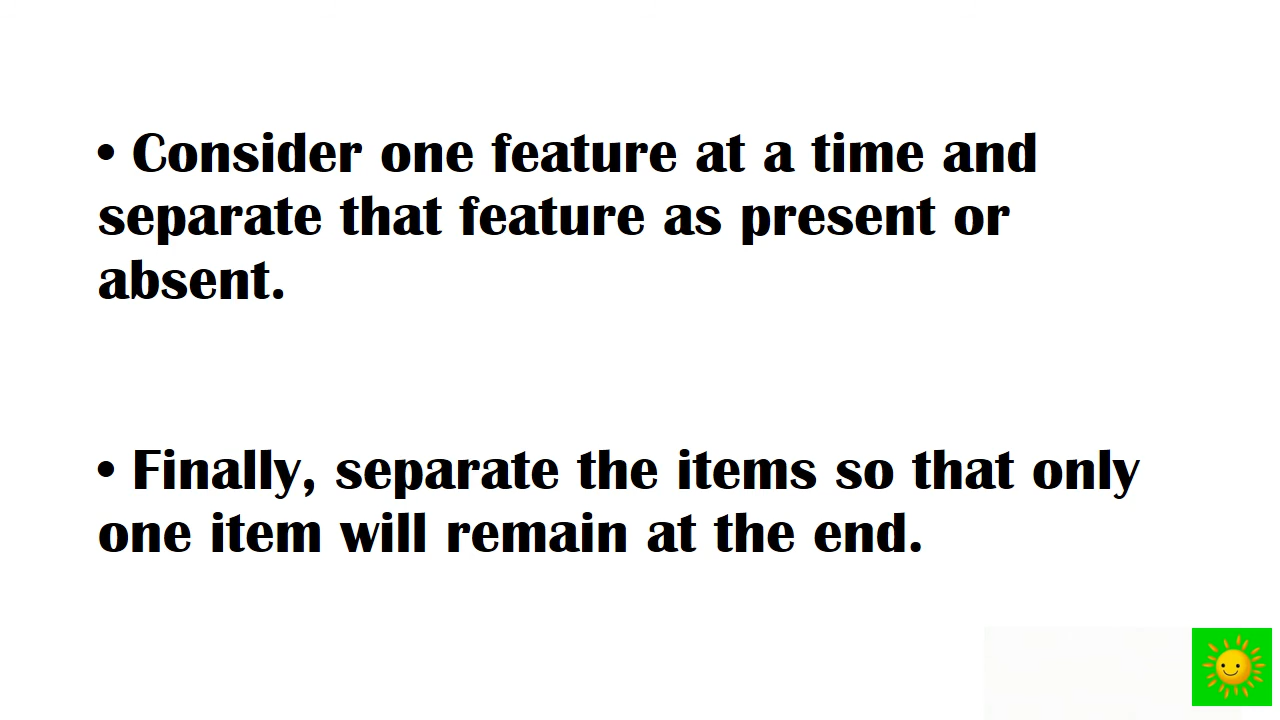 • Consider one feature at a time and
separate that feature as present or
absent.
• Finally, separate the items so that only
one item will remain at the end.